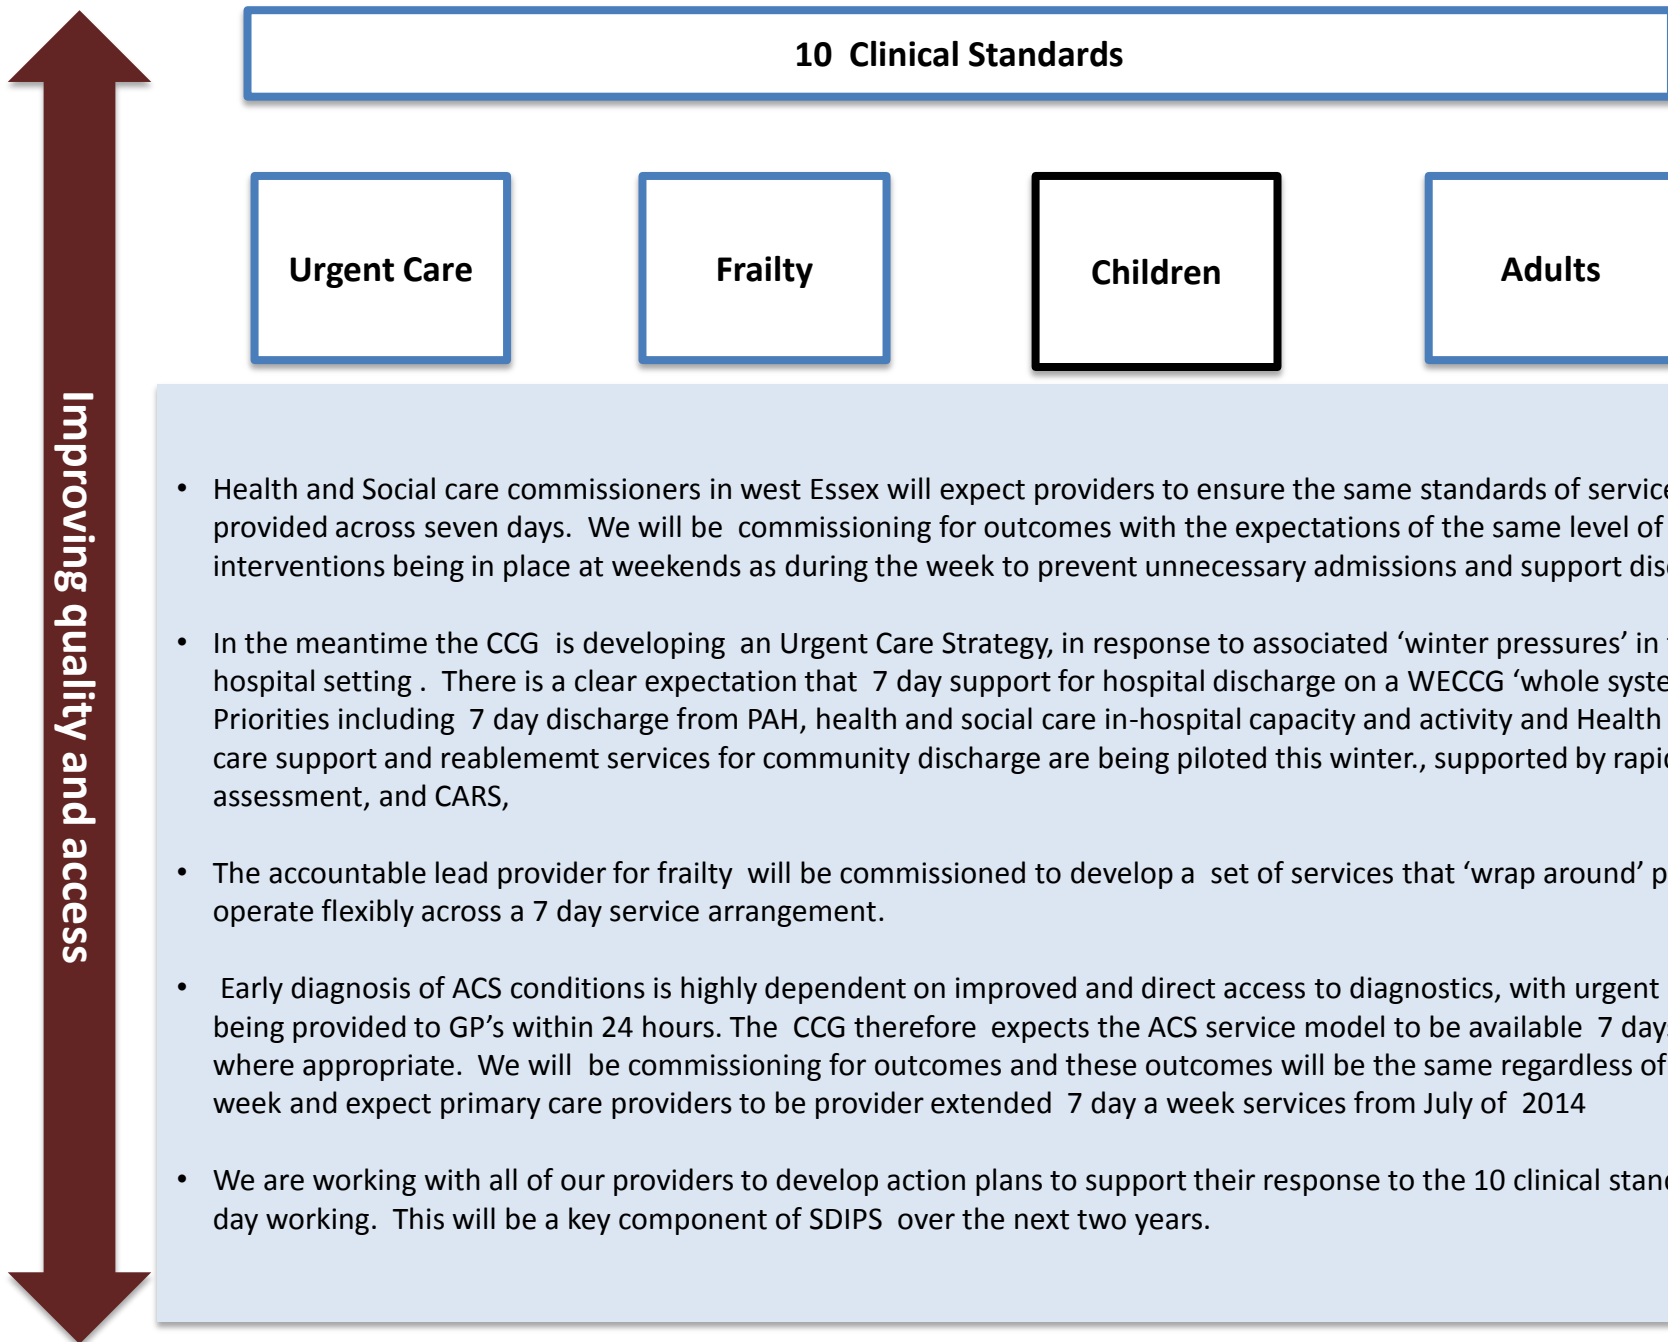 10 Clinical Standards
Urgent Care
Frailty
Children
Adults
Improving quality and access
• Health and Social care commissioners in west Essex will expect providers to ensure the same standards of service
provided across seven days. We will be commissioning for outcomes with the expectations of the same level of
interventions being in place at weekends as during the week to prevent unnecessary admissions and support
• In the meantime the CCG is developing an Urgent Care Strategy, in response to associated ‘winter pressures’ in
hospital setting . There is a clear expectation that 7 day support for hospital discharge on a WECCG ‘whole
Priorities including 7 day discharge from PAH, health and social care in-hospital capacity and activity and Health
care support and reablememt services for community discharge are being piloted this winter., supported by
assessment, and CARS,
• The accountable lead provider for frailty will be commissioned to develop a set of services that ‘wrap around’
operate flexibly across a 7 day service arrangement.
• Early diagnosis of ACS conditions is highly dependent on improved and direct access to diagnostics, with urgent
being provided to GP’s within 24 hours. The CCG therefore expects the ACS service model to be available 7 days
where appropriate. We will be commissioning for outcomes and these outcomes will be the same regardless of
week and expect primary care providers to be provider extended 7 day a week services from July of 2014
• We are working with all of our providers to develop action plans to support their response to the 10 clinical
day working. This will be a key component of SDIPS over the next two years.